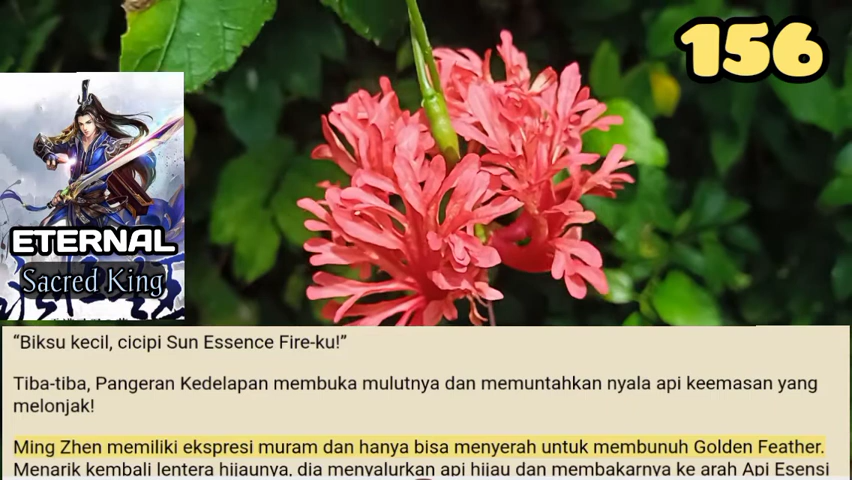 156
ETERNAL
Sacred King
“Biksu kecil, cicipi Sun Essence Fire-ku!”
Tiba-tiba, Pangeran Kedelapan membuka mulutnya dan memuntahkan nyala api keemasan yang
melonjak!
Ming Zhen memiliki ekspresi muram dan hanya bisa menyerah untuk membunuh Golden Feather.
Menarik kembali lentera hijaunya, dia menyalurkan api hijau dan membakarnya ke arah Api Esensi